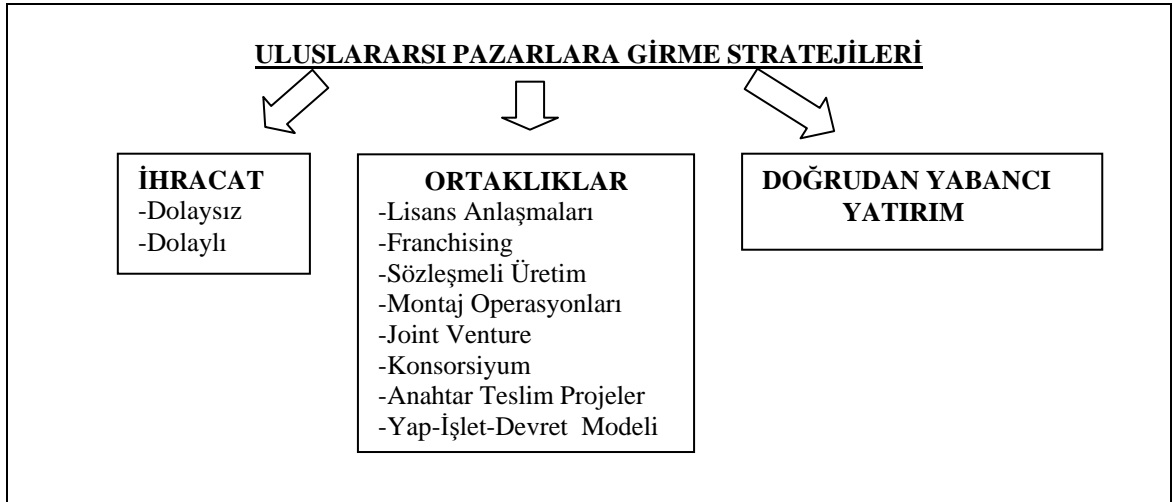 ULUSLARARSI PAZARLARA GİRME STRATEJİLERİ
İHRACAT
-Dolaysız
-Dolaylı
ORTAKLIKLAR
-Lisans Anlaşmaları
-Franchising
-Sözleşmeli Üretim
-Montaj Operasyonları
-Joint Venture
-Konsorsiyum
-Anahtar Teslim Projeler
-Yap-İşlet-Devret Modeli
DOĞRUDAN YABANCI
YATIRIM